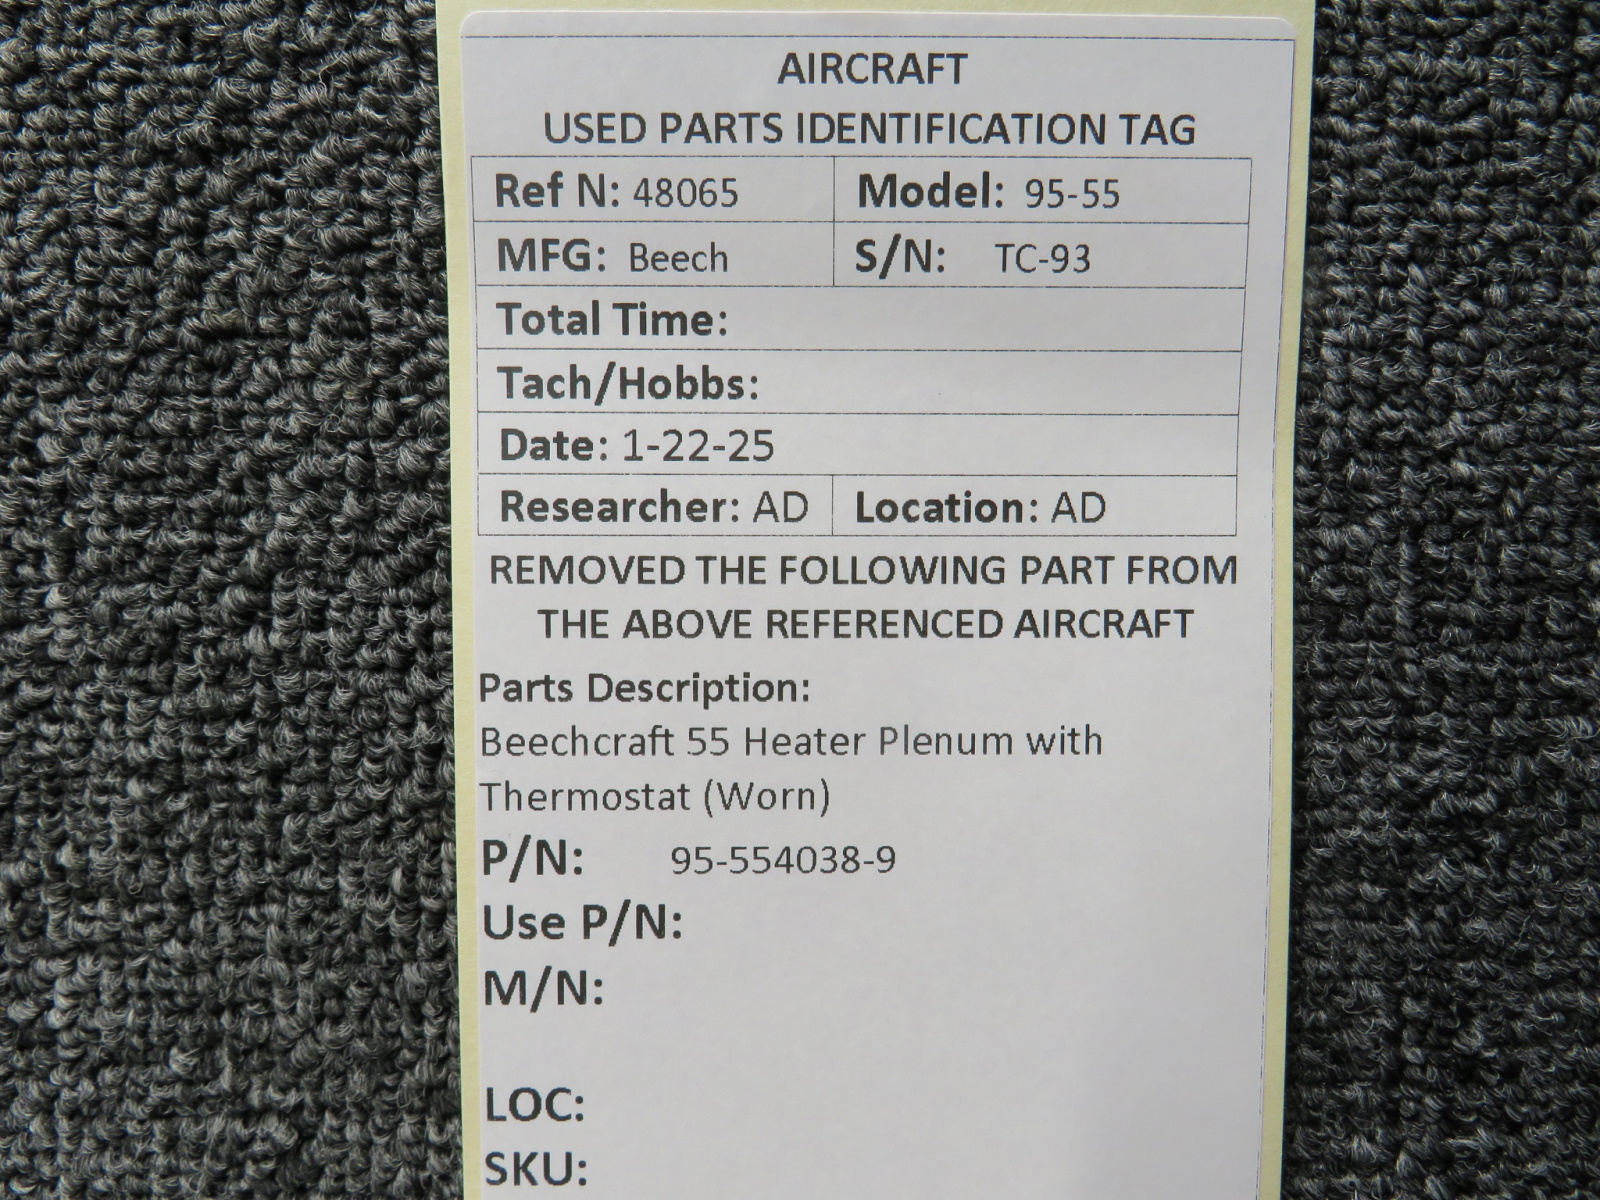 AIRCRAFT
USED PARTS IDENTIFICATION TAG
Ref N: 48065 Model: 95-55
MFG: Beech S/N: TC-93
Total Time:
Tach/Hobbs:
Date: 1-22-25
Researcher: AD Location: AD
REMOVED THE FOLLOWING PART FROM
THE ABOVE REFERENCED AIRCRAFT
Parts Description:
Beechcraft 55 Heater Plenum with
Thermostat (Worn)
P/N: 95-554038-9
Use P/N:
M/N:
LOC:
SKU: